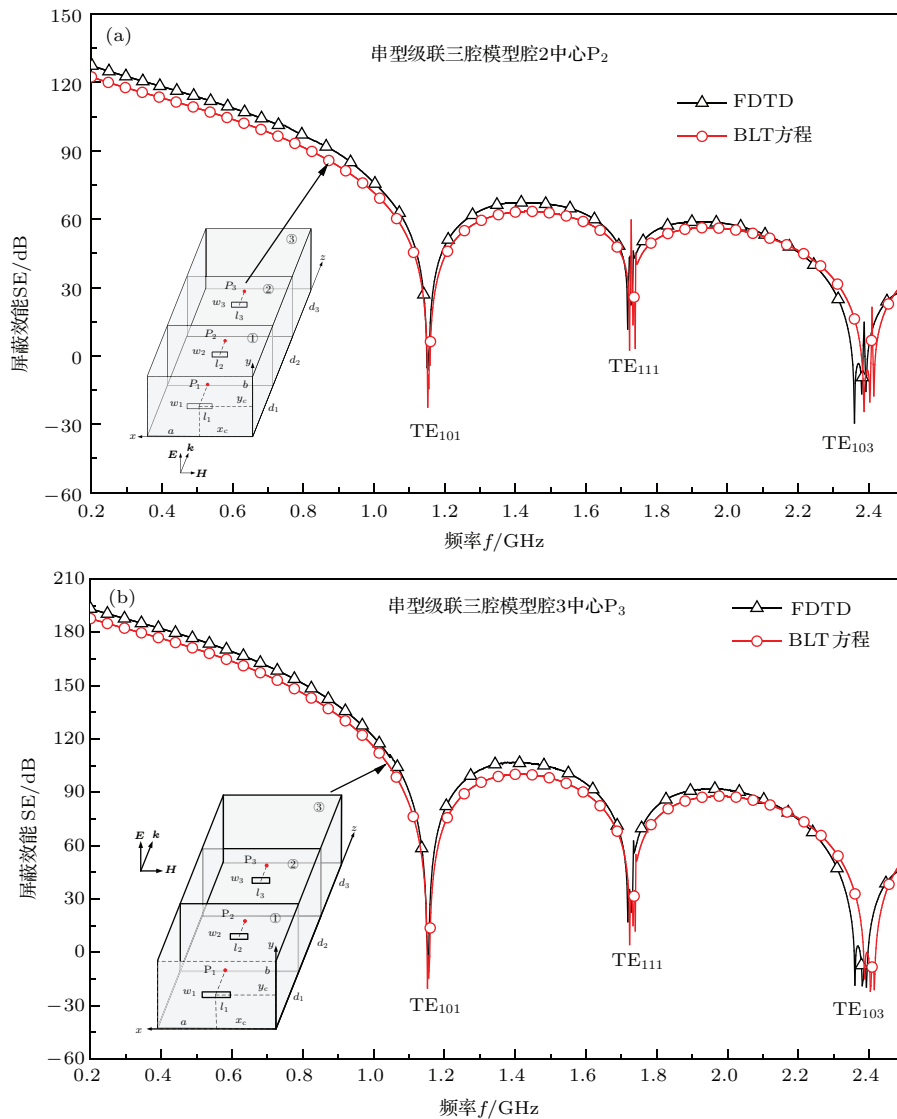 (a)
串型级联三腔模型腔2中心P₂
FDTD
BLT方程
屏蔽效能SE/dB
150
120
90
60
30
0
−30
−60
TE₁₀₁
TE₁₁₁
TE₁₀₃
③
z
P₃
②
w₃
l₃
d₃
P₂
①
w₂
l₂
y
d₂
P₁
b
w₁
y_c
l₁
d₁
x
a
x_c
E
k
H
0.2 0.4 0.6 0.8 1.0 1.2 1.4 1.6 1.8 2.0 2.2 2.4
频率f/GHz
(b)
串型级联三腔模型腔3中心P₃
FDTD
BLT方程
屏蔽效能SE/dB
210
180
150
120
90
60
30
0
−30
−60
TE₁₀₁
TE₁₁₁
TE₁₀₃
E
k
H
③
z
P₃
②
w₃
l₃
d₃
P₂
①
w₂
l₂
y
d₂
P₁
b
w₁
y_c
l₁
d₁
x
a
x_c
0.2 0.4 0.6 0.8 1.0 1.2 1.4 1.6 1.8 2.0 2.2 2.4
频率f/GHz